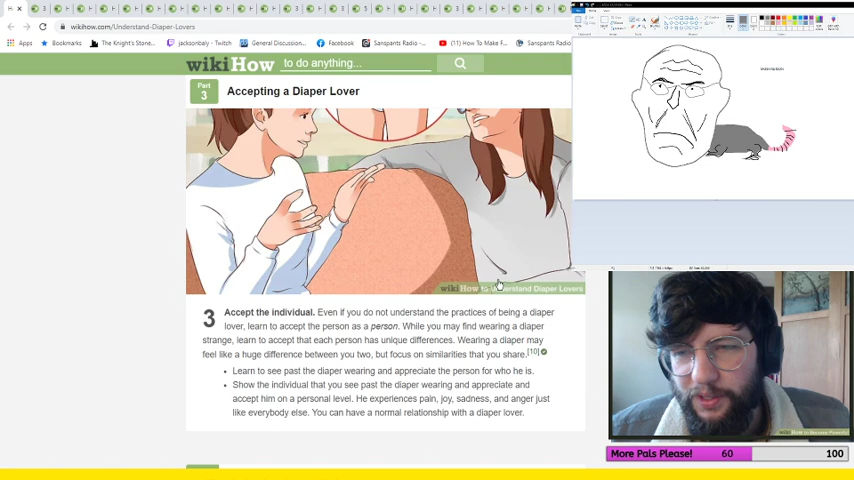 wikihow.com/Understand-Diaper-Lovers
Apps
Bookmarks
The Knight's Stone...
jacksonbaly - Twitch
General Discussion...
Facebook
Sanspants Radio -...
(11) How To Make F...
Sanspants Radio
wikiHow to do anything...
Part
3
Accepting a Diaper Lover
wikiHow to Understand Diaper Lovers
3 Accept the individual. Even if you do not understand the practices of being a diaper
lover, learn to accept the person as a person. While you may find wearing a diaper
strange, learn to accept that each person has unique differences. Wearing a diaper may
feel like a huge difference between you two, but focus on similarities that you share.[10]
• Learn to see past the diaper wearing and appreciate the person for who he is.
• Show the individual that you see past the diaper wearing and appreciate and
accept him on a personal level. He experiences pain, joy, sadness, and anger just
like everybody else. You can have a normal relationship with a diaper lover.
wikiHow to Become Powerful
More Pals Please! 60 100